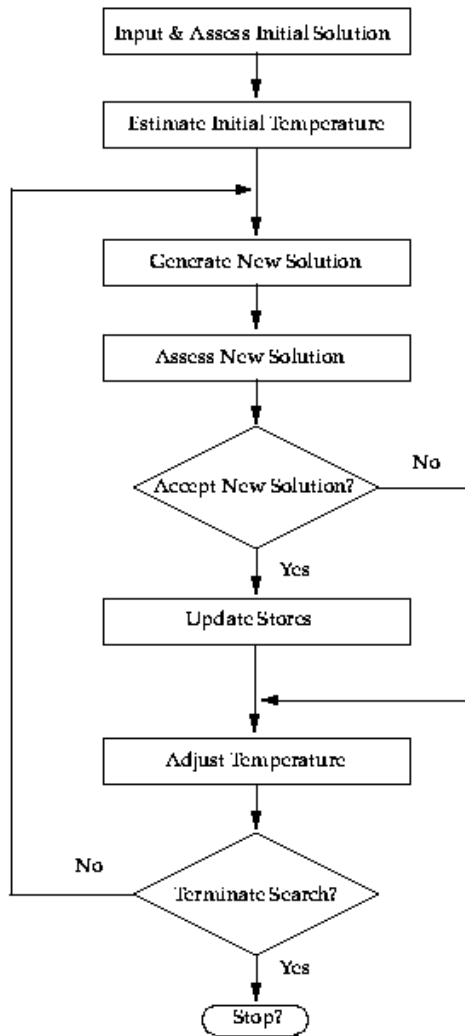 Input & Assess Initial Solution
Estimate Initial Temperature
Generate New Solution
Assess New Solution
Accept New Solution?
No
Yes
Update Stores
Adjust Temperature
No
Terminate Search?
Yes
Stop?